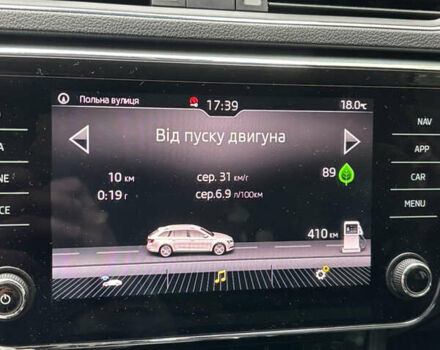 Польна вулиця 17:39 18.0°C
Від пуску двигуна
10 км сер. 31 км/г 89
0:19 г сер.6.9 л/100км
410 км
NAV
APP
CAR
MENU